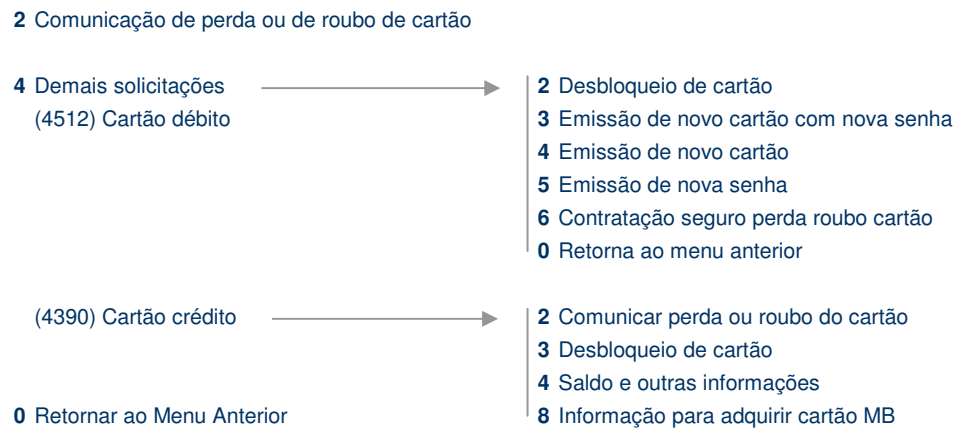 2 Comunicação de perda ou de roubo de cartão
4 Demais solicitações
(4512) Cartão débito
2 Desbloqueio de cartão
3 Emissão de novo cartão com nova senha
4 Emissão de novo cartão
5 Emissão de nova senha
6 Contratação seguro perda roubo cartão
0 Retorna ao menu anterior
(4390) Cartão crédito
2 Comunicar perda ou roubo do cartão
3 Desbloqueio de cartão
4 Saldo e outras informações
8 Informação para adquirir cartão MB
0 Retornar ao Menu Anterior